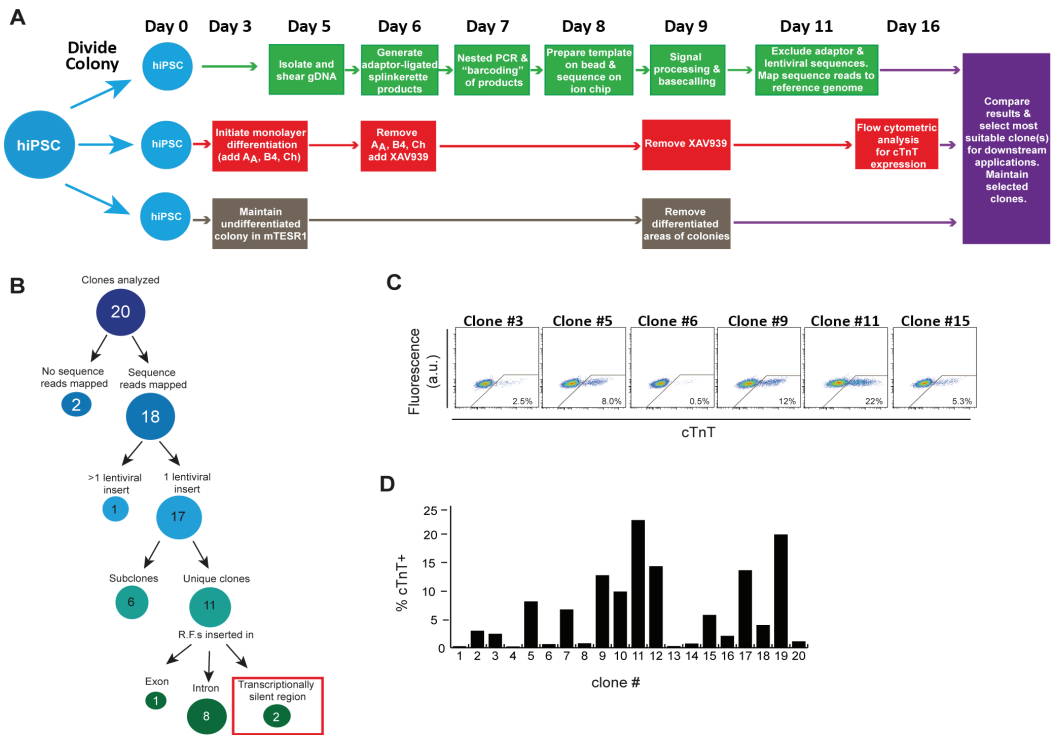 A
Day 0
Day 3
Day 5
Day 6
Day 7
Day 8
Day 9
Day 11
Day 16
Divide
Colony
hiPSC
hiPSC
Isolate and
shear gDNA
Generate
adaptor-ligated
splinkerette
products
Nested PCR &
“barcoding”
of products
Prepare template
on bead &
sequence on
ion chip
Signal
processing &
basecalling
Exclude adaptor &
lentiviral sequences.
Map sequence reads to
reference genome
hiPSC
Initiate monolayer
differentiation
(add AA, B4, Ch)
Remove
AA, B4, Ch
add XAV939
Remove XAV939
Flow cytometric
analysis
for cTnT
expression
hiPSC
Maintain
undifferentiated
colony in mTESR1
Remove
differentiated
areas of colonies
Compare
results &
select most
suitable clone(s)
for downstream
applications.
Maintain
selected
clones.
B
Clones analyzed
20
No sequence
reads mapped
2
Sequence
reads mapped
18
>1 lentiviral
insert
1
1 lentiviral
insert
17
Subclones
6
Unique clones
11
R.F.s inserted in
Exon
1
Intron
8
Transcriptionally
silent region
2
C
Clone #3
Clone #5
Clone #6
Clone #9
Clone #11
Clone #15
Fluorescence
(a.u.)
2.5%
8.0%
0.5%
12%
22%
5.3%
cTnT
D
% cTnT+
25
20
15
10
5
0
1 2 3 4 5 6 7 8 9 10 11 12 13 14 15 16 17 18 19 20
clone #